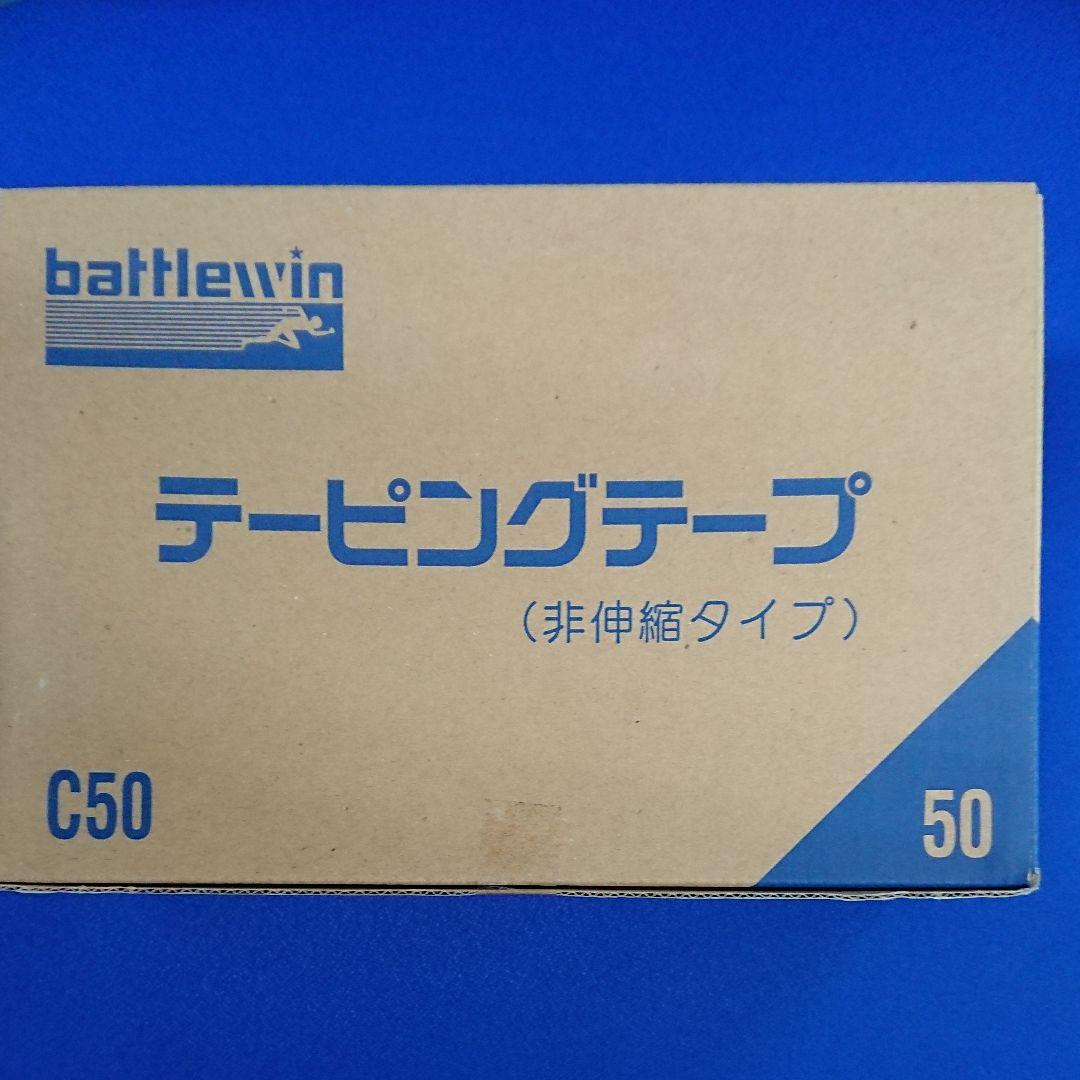 battlewin
テーピングテープ
（非伸縮タイプ）
C50
50